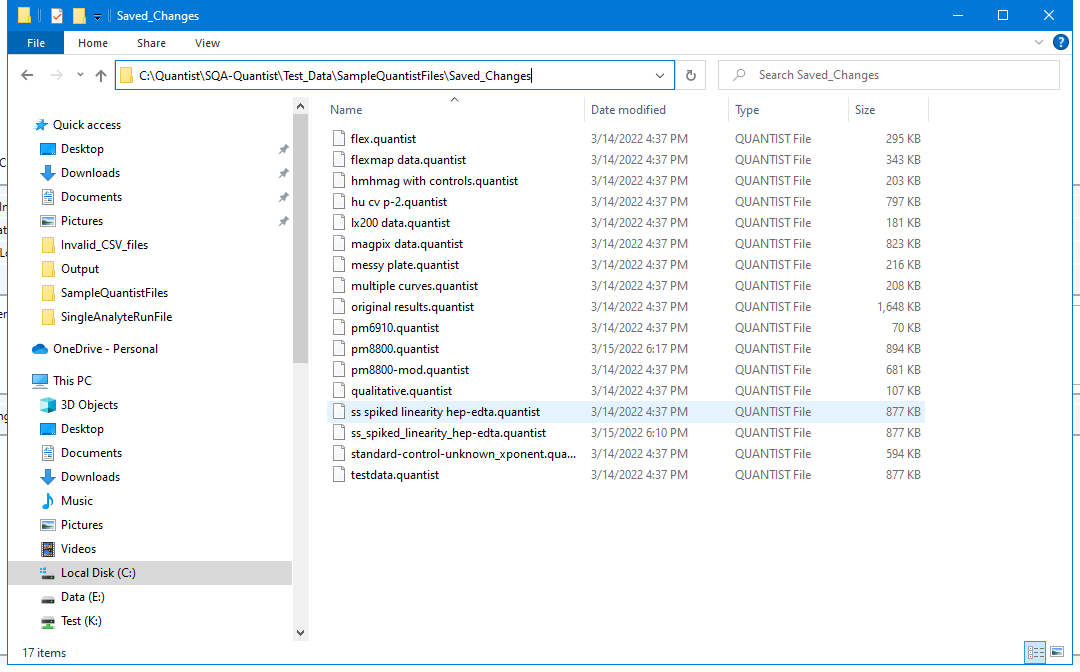 Saved_Changes
File Home Share View
C:\Quantist\SQA-Quantist\Test_Data\SampleQuantistFiles\Saved_Changes
Search Saved_Changes
Quick access
Desktop
Downloads
Documents
Pictures
Invalid_CSV_files
Output
SampleQuantistFiles
SingleAnalyteRunFile
OneDrive - Personal
This PC
3D Objects
Desktop
Documents
Downloads
Music
Pictures
Videos
Local Disk (C:)
Data (E:)
Test (K:)
Name Date modified Type Size
flex.quantist 3/14/2022 4:37 PM QUANTIST File 295 KB
flexmap data.quantist 3/14/2022 4:37 PM QUANTIST File 343 KB
hmhmag with controls.quantist 3/14/2022 4:37 PM QUANTIST File 203 KB
hu cv p-2.quantist 3/14/2022 4:37 PM QUANTIST File 797 KB
lx200 data.quantist 3/14/2022 4:37 PM QUANTIST File 181 KB
magpix data.quantist 3/14/2022 4:37 PM QUANTIST File 823 KB
messy plate.quantist 3/14/2022 4:37 PM QUANTIST File 216 KB
multiple curves.quantist 3/14/2022 4:37 PM QUANTIST File 208 KB
original results.quantist 3/14/2022 4:37 PM QUANTIST File 1,648 KB
pm6910.quantist 3/14/2022 4:37 PM QUANTIST File 70 KB
pm8800.quantist 3/15/2022 6:17 PM QUANTIST File 894 KB
pm8800-mod.quantist 3/14/2022 4:37 PM QUANTIST File 681 KB
qualitative.quantist 3/14/2022 4:37 PM QUANTIST File 107 KB
ss spiked linearity hep-edta.quantist 3/14/2022 4:37 PM QUANTIST File 877 KB
ss_spiked_linearity_hep-edta.quantist 3/15/2022 6:10 PM QUANTIST File 877 KB
standard-control-unknown_xponent.qua... 3/14/2022 4:37 PM QUANTIST File 594 KB
testdata.quantist 3/14/2022 4:37 PM QUANTIST File 877 KB
17 items